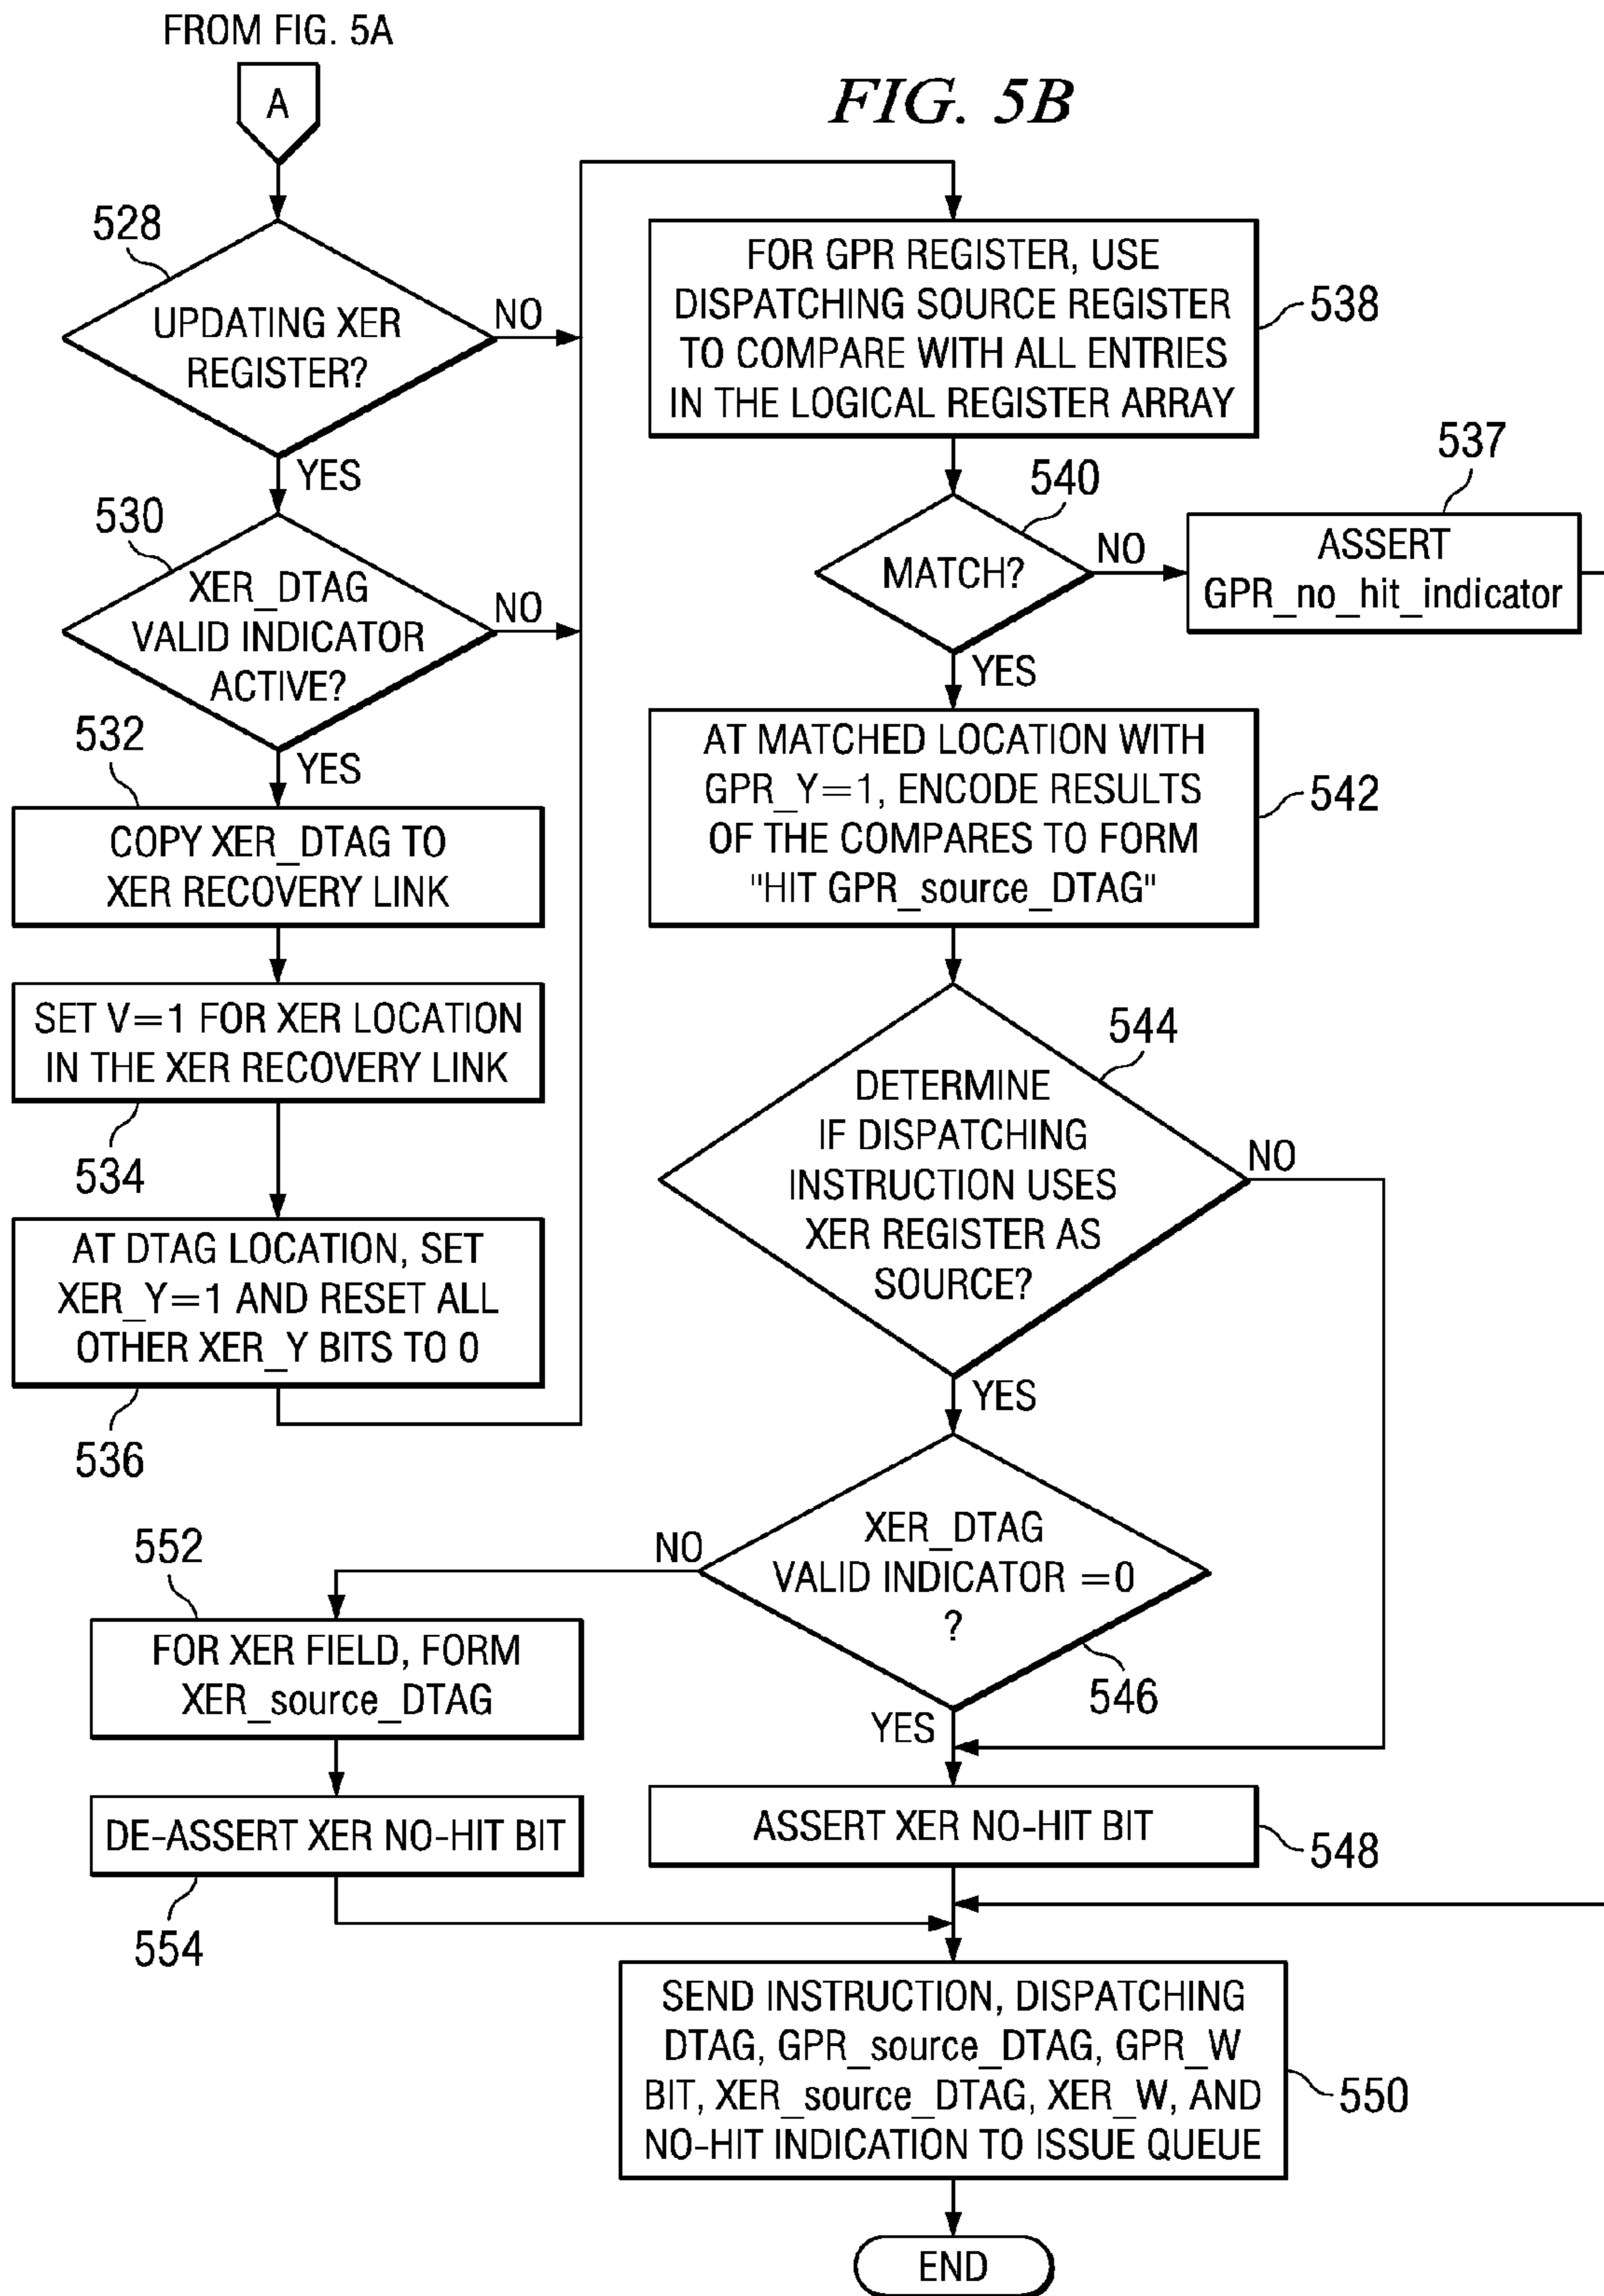 FROM FIG. 5A
A
FIG. 5B
528
UPDATING XER
REGISTER?
NO
YES
530
XER_DTAG
VALID INDICATOR
ACTIVE?
NO
YES
532
COPY XER_DTAG TO
XER RECOVERY LINK
SET V=1 FOR XER LOCATION
IN THE XER RECOVERY LINK
534
AT DTAG LOCATION, SET
XER_Y=1 AND RESET ALL
OTHER XER_Y BITS TO 0
536
FOR GPR REGISTER, USE
DISPATCHING SOURCE REGISTER
TO COMPARE WITH ALL ENTRIES
IN THE LOGICAL REGISTER ARRAY
538
540
MATCH?
NO
537
ASSERT
GPR_no_hit_indicator
YES
AT MATCHED LOCATION WITH
GPR_Y=1, ENCODE RESULTS
OF THE COMPARES TO FORM
"HIT GPR_source_DTAG"
542
544
DETERMINE
IF DISPATCHING
INSTRUCTION USES
XER REGISTER AS
SOURCE?
NO
YES
XER_DTAG
VALID INDICATOR =0
?
546
NO
YES
552
FOR XER FIELD, FORM
XER_source_DTAG
DE-ASSERT XER NO-HIT BIT
554
ASSERT XER NO-HIT BIT
548
SEND INSTRUCTION, DISPATCHING
DTAG, GPR_source_DTAG, GPR_W
BIT, XER_source_DTAG, XER_W, AND
NO-HIT INDICATION TO ISSUE QUEUE
550
END